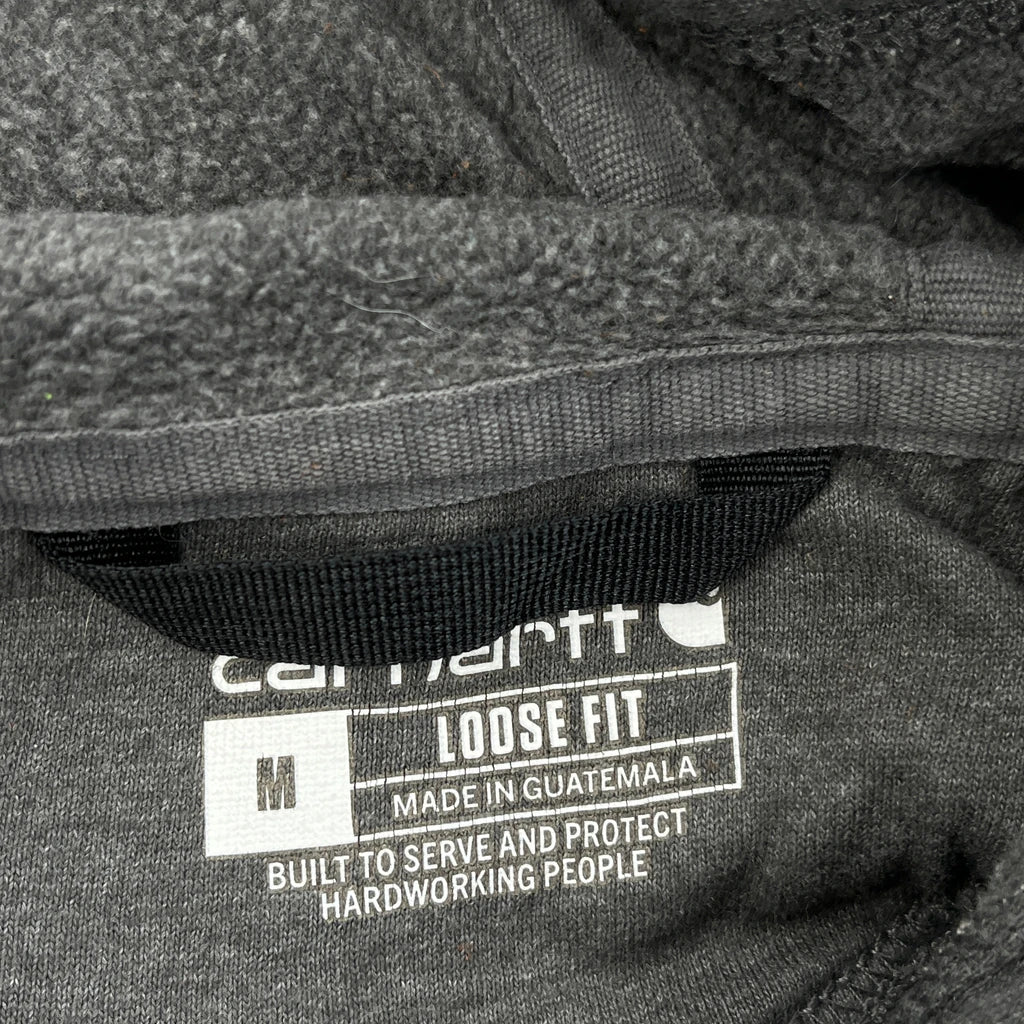 carhartt
LOOSE FIT
M
MADE IN GUATEMALA
BUILT TO SERVE AND PROTECT
HARDWORKING PEOPLE